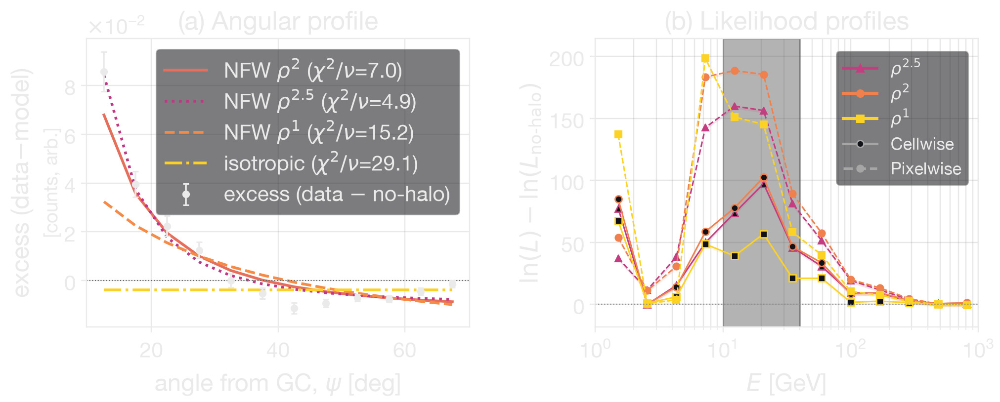 (a) Angular profile
×10⁻²
excess (data−model)
[counts, arb.]
8
6
4
2
0
20
40
60
angle from GC, ψ [deg]
NFW ρ² (χ²/ν=7.0)
NFW ρ²·⁵ (χ²/ν=4.9)
NFW ρ¹ (χ²/ν=15.2)
isotropic (χ²/ν=29.1)
excess (data − no-halo)
(b) Likelihood profiles
ln(L) − ln(Lno-halo)
200
150
100
50
0
10⁰
10¹
10²
10³
E [GeV]
ρ²·⁵
ρ²
ρ¹
Cellwise
Pixelwise